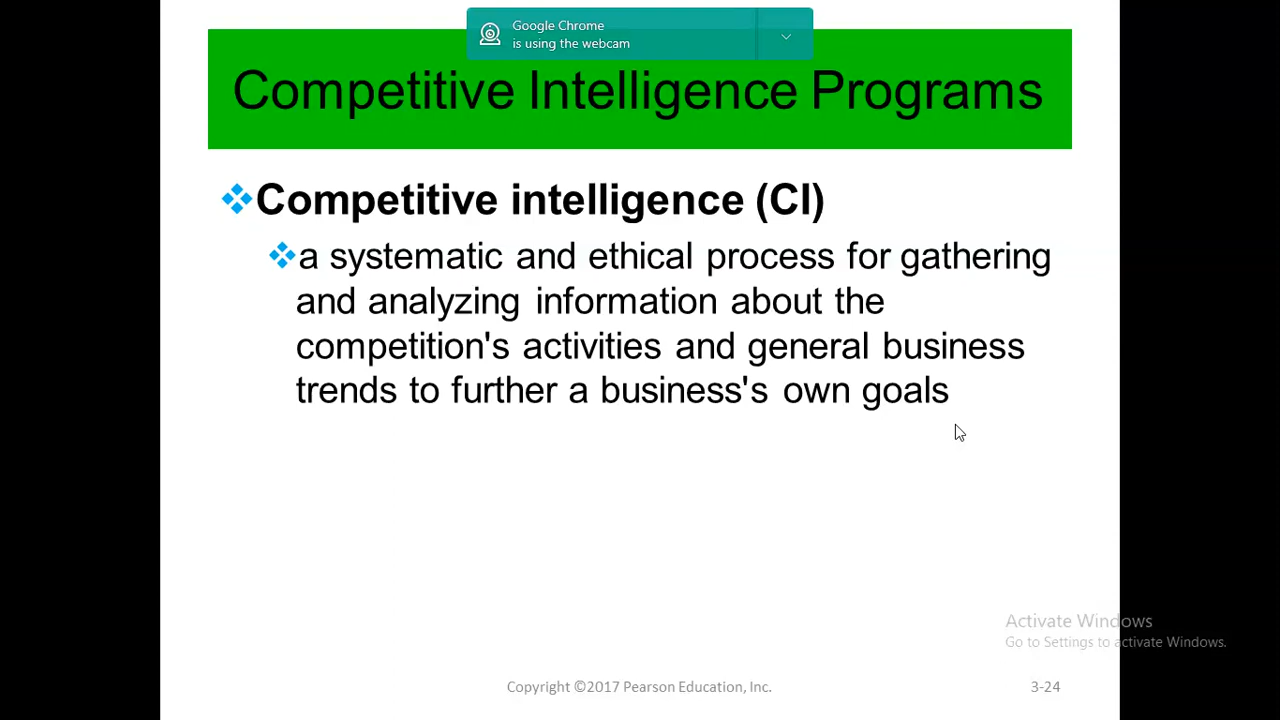 Google Chrome
is using the webcam
Competitive Intelligence Programs
Competitive intelligence (CI)
a systematic and ethical process for gathering
and analyzing information about the
competition's activities and general business
trends to further a business's own goals
Activate Windows
Go to Settings to activate Windows.
Copyright ©2017 Pearson Education, Inc.
3-24